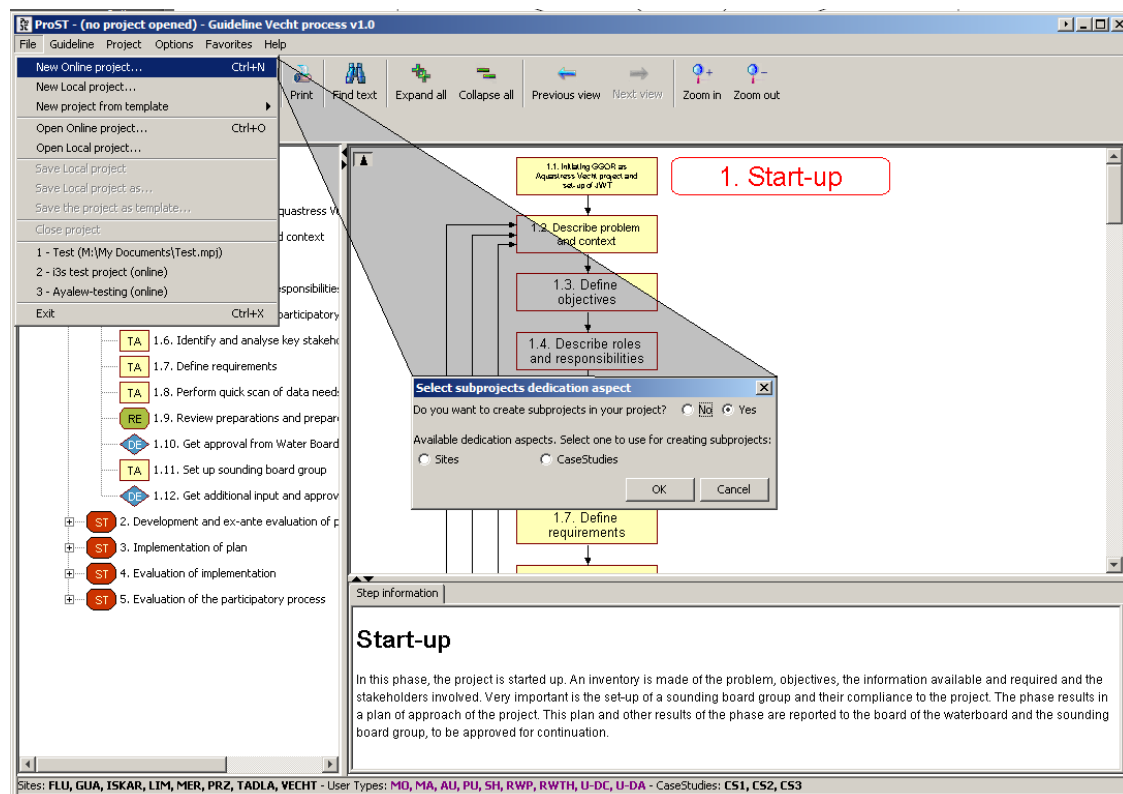 ProST - (no project opened) - Guideline Vecht process v1.0
File Guideline Project Options Favorites Help
New Online project... Ctrl+N
New Local project...
New project from template
Open Online project... Ctrl+O
Open Local project...
Save Local project
Save Local project as...
Save the project as template...
Close project
1 - Test (M:\My Documents\Test.mpj)
2 - i3s test project (online)
3 - Ayalew-testing (online)
Exit Ctrl+X
Print Find text Expand all Collapse all Previous view Next view Zoom in Zoom out
quastress V
d context
esponsibilitie
participatory
TA 1.6. Identify and analyse key stakeh
TA 1.7. Define requirements
TA 1.8. Perform quick scan of data need
RE 1.9. Review preparations and prepar
DE 1.10. Get approval from Water Board
TA 1.11. Set up sounding board group
DE 1.12. Get additional input and approv
ST 2. Development and ex-ante evaluation of p
ST 3. Implementation of plan
ST 4. Evaluation of implementation
ST 5. Evaluation of the participatory process
1.1. Initiating GGOR as
Aquastress Vecht project and
set-up of JWT
1. Start-up
1.2. Describe problem
and context
1.3. Define
objectives
1.4. Describe roles
and responsibilities
Select subprojects dedication aspect
Do you want to create subprojects in your project? No Yes
Available dedication aspects. Select one to use for creating subprojects:
Sites CaseStudies
OK Cancel
1.7. Define
requirements
Step information
Start-up
In this phase, the project is started up. An inventory is made of the problem, objectives, the information available and required and the
stakeholders involved. Very important is the set-up of a sounding board group and their compliance to the project. The phase results in
a plan of approach of the project. This plan and other results of the phase are reported to the board of the waterboard and the sounding
board group, to be approved for continuation.
Sites: FLU, GUA, ISKAR, LIM, MER, PRZ, TADLA, VECHT - User Types: MO, MA, AU, PU, SH, RWP, RWTH, U-DC, U-DA - CaseStudies: CS1, CS2, CS3